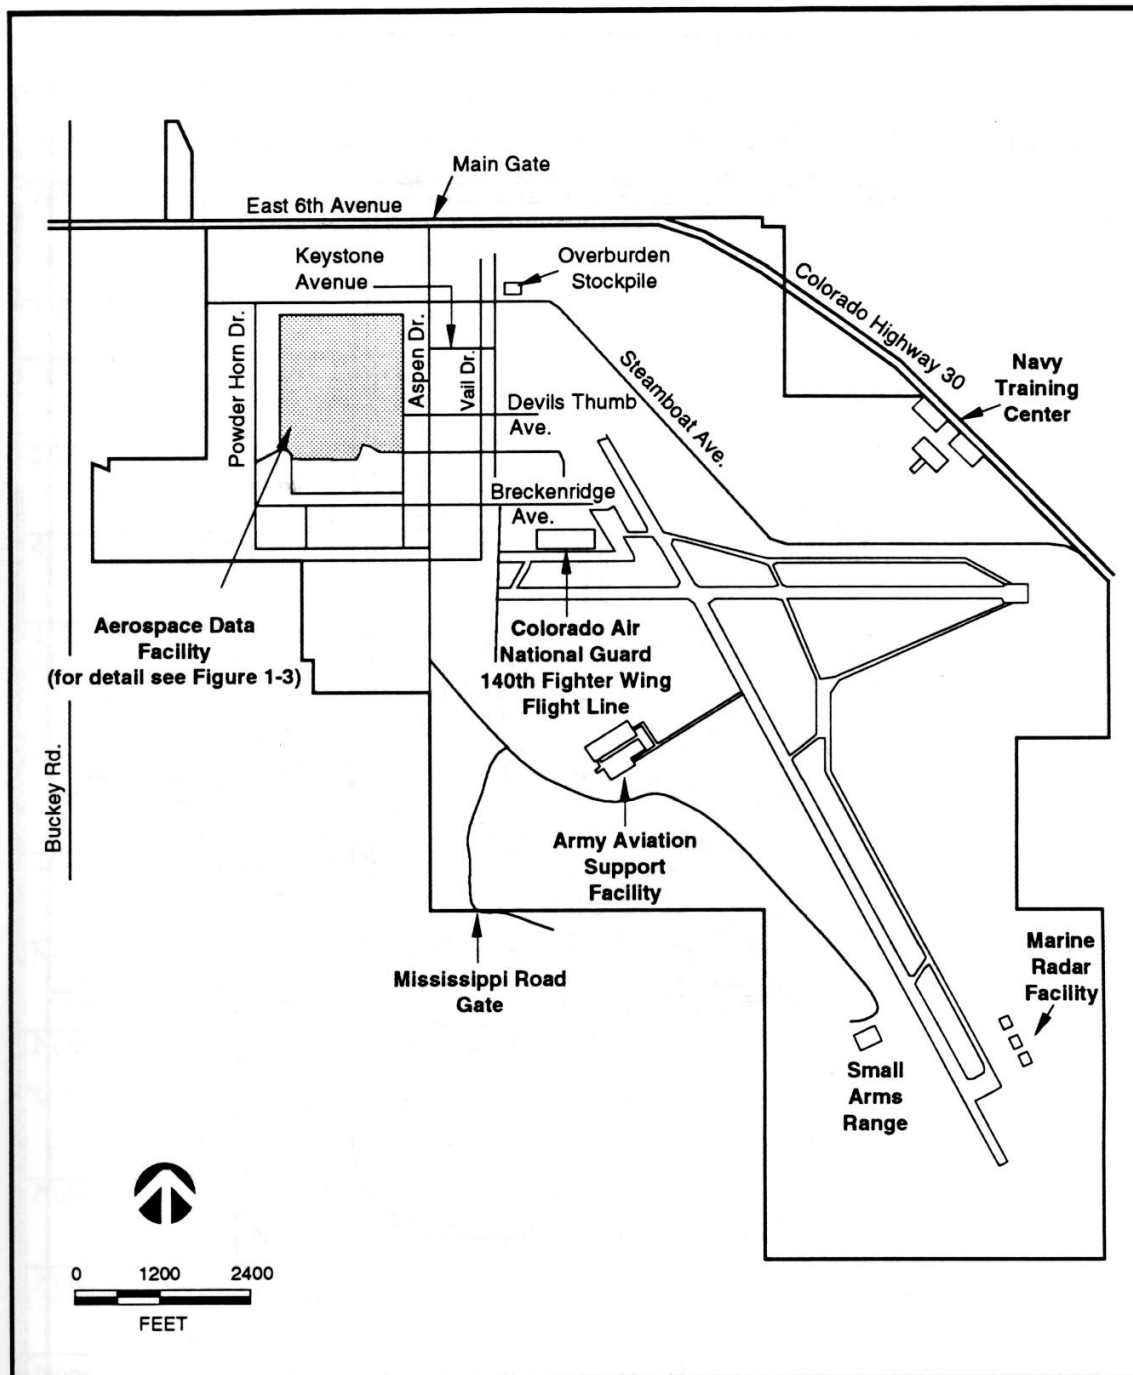 Main Gate
East 6th Avenue
Keystone
Avenue
Overburden
Stockpile
Colorado Highway 30
Navy
Training
Center
Powder Horn Dr.
Aspen Dr.
Vail Dr.
Steamboat Ave.
Devils Thumb
Ave.
Breckenridge
Ave.
Aerospace Data
Facility
(for detail see Figure 1-3)
Colorado Air
National Guard
140th Fighter Wing
Flight Line
Buckey Rd.
Army Aviation
Support
Facility
Mississippi Road
Gate
Marine
Radar
Facility
Small
Arms
Range
0 1200 2400
FEET